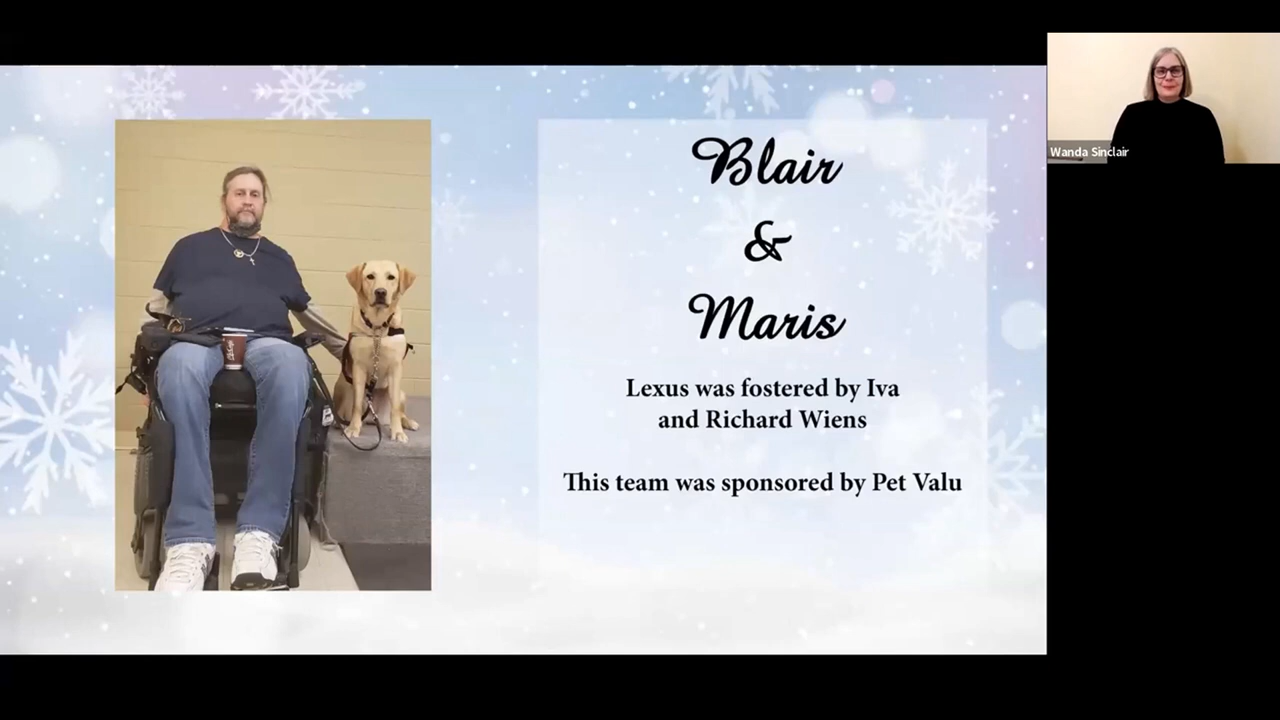 Blair
&
Maris
Lexus was fostered by Iva
and Richard Wiens
This team was sponsored by Pet Valu
Wanda Sinclair